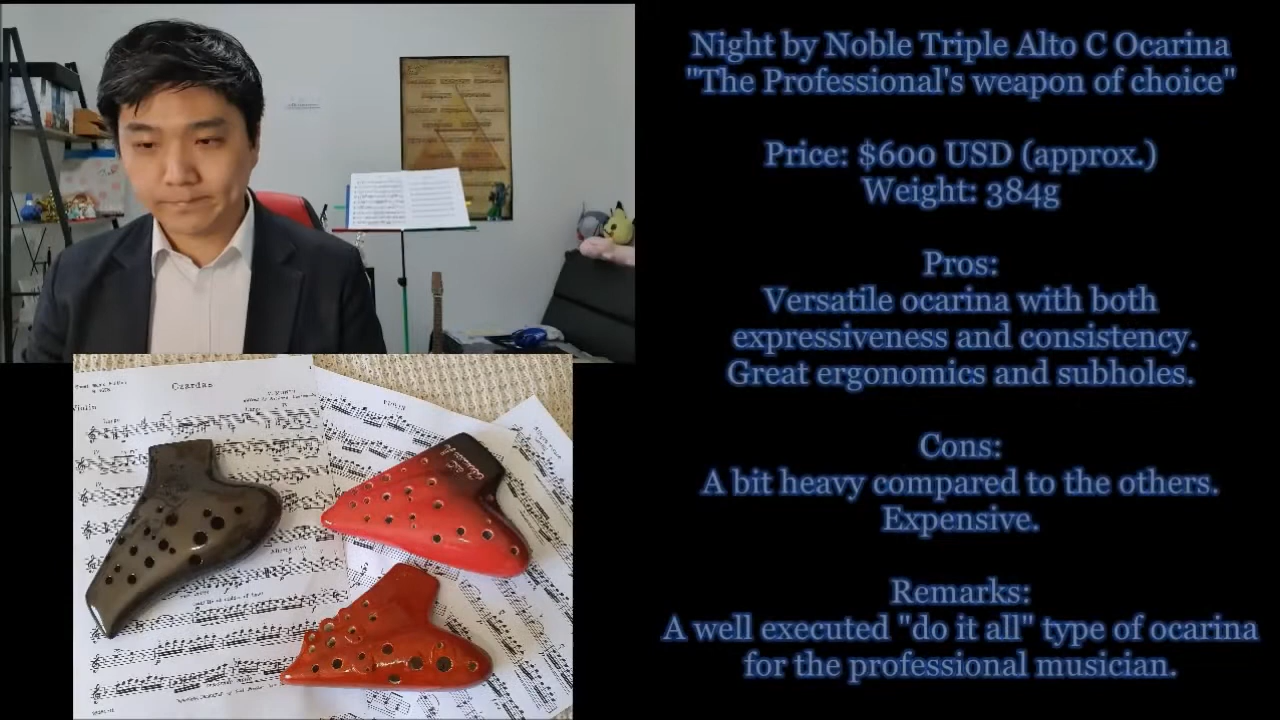 Night by Noble Triple Alto C Ocarina
"The Professional's weapon of choice"
Price: $600 USD (approx.)
Weight: 384g
Pros:
Versatile ocarina with both
expressiveness and consistency.
Great ergonomics and subholes.
Cons:
A bit heavy compared to the others.
Expensive.
Remarks:
A well executed "do it all" type of ocarina
for the professional musician.
Czardas
Violin
Largo